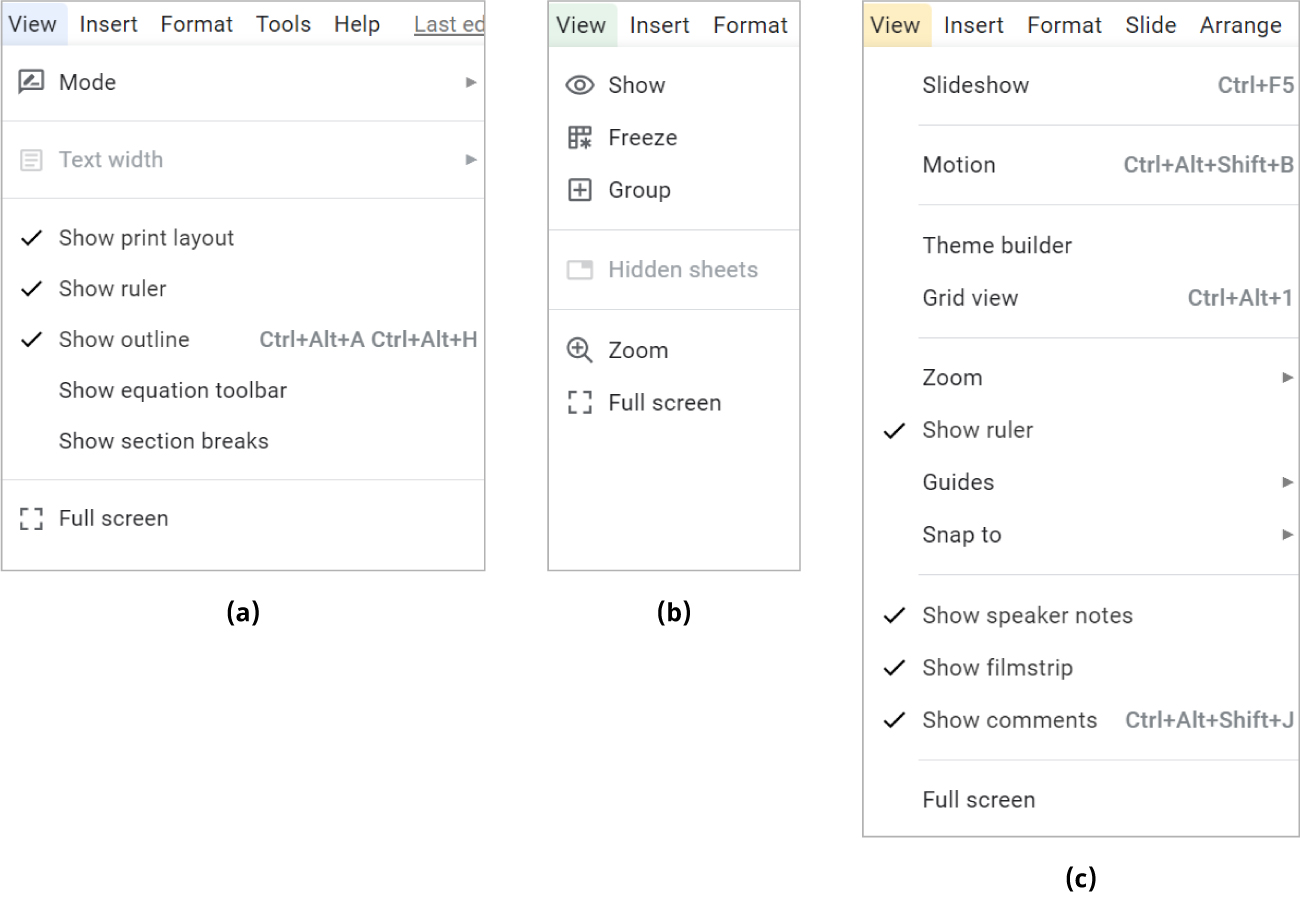 View Insert Format Tools Help Last ed
Mode
Text width
Show print layout
Show ruler
Show outline Ctrl+Alt+A Ctrl+Alt+H
Show equation toolbar
Show section breaks
Full screen
(a)
View Insert Format
Show
Freeze
Group
Hidden sheets
Zoom
Full screen
(b)
View Insert Format Slide Arrange
Slideshow Ctrl+F5
Motion Ctrl+Alt+Shift+B
Theme builder
Grid view Ctrl+Alt+1
Zoom
Show ruler
Guides
Snap to
Show speaker notes
Show filmstrip
Show comments Ctrl+Alt+Shift+J
Full screen
(c)